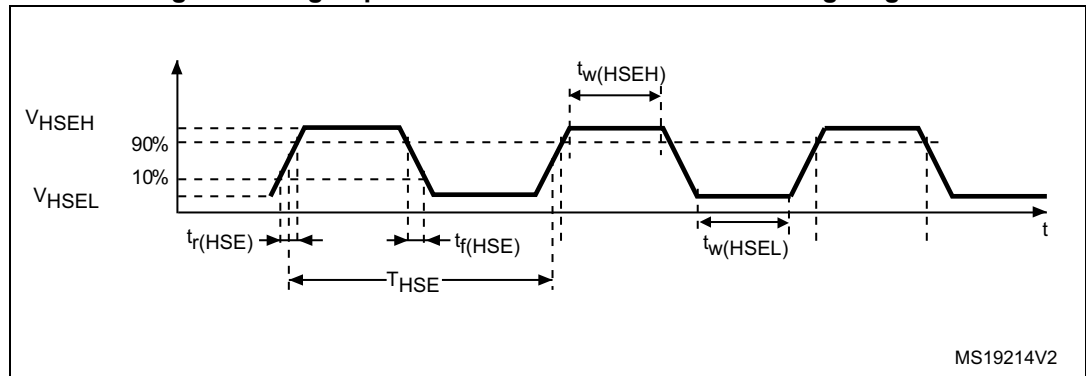 tw(HSEH)
VHSEH
90%
10%
VHSEL
tr(HSE)
tf(HSE)
tw(HSEL)
t
THSE
MS19214V2